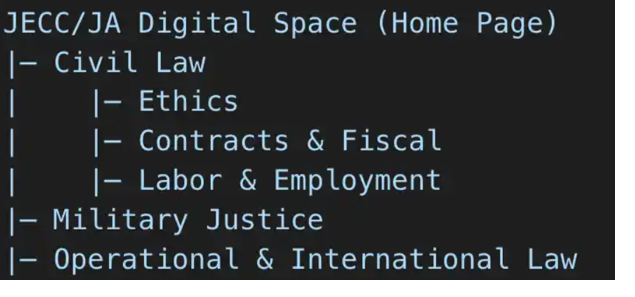 JECC/JA Digital Space (Home Page)
|— Civil Law
|    |— Ethics
|    |— Contracts & Fiscal
|    |— Labor & Employment
|— Military Justice
|— Operational & International Law